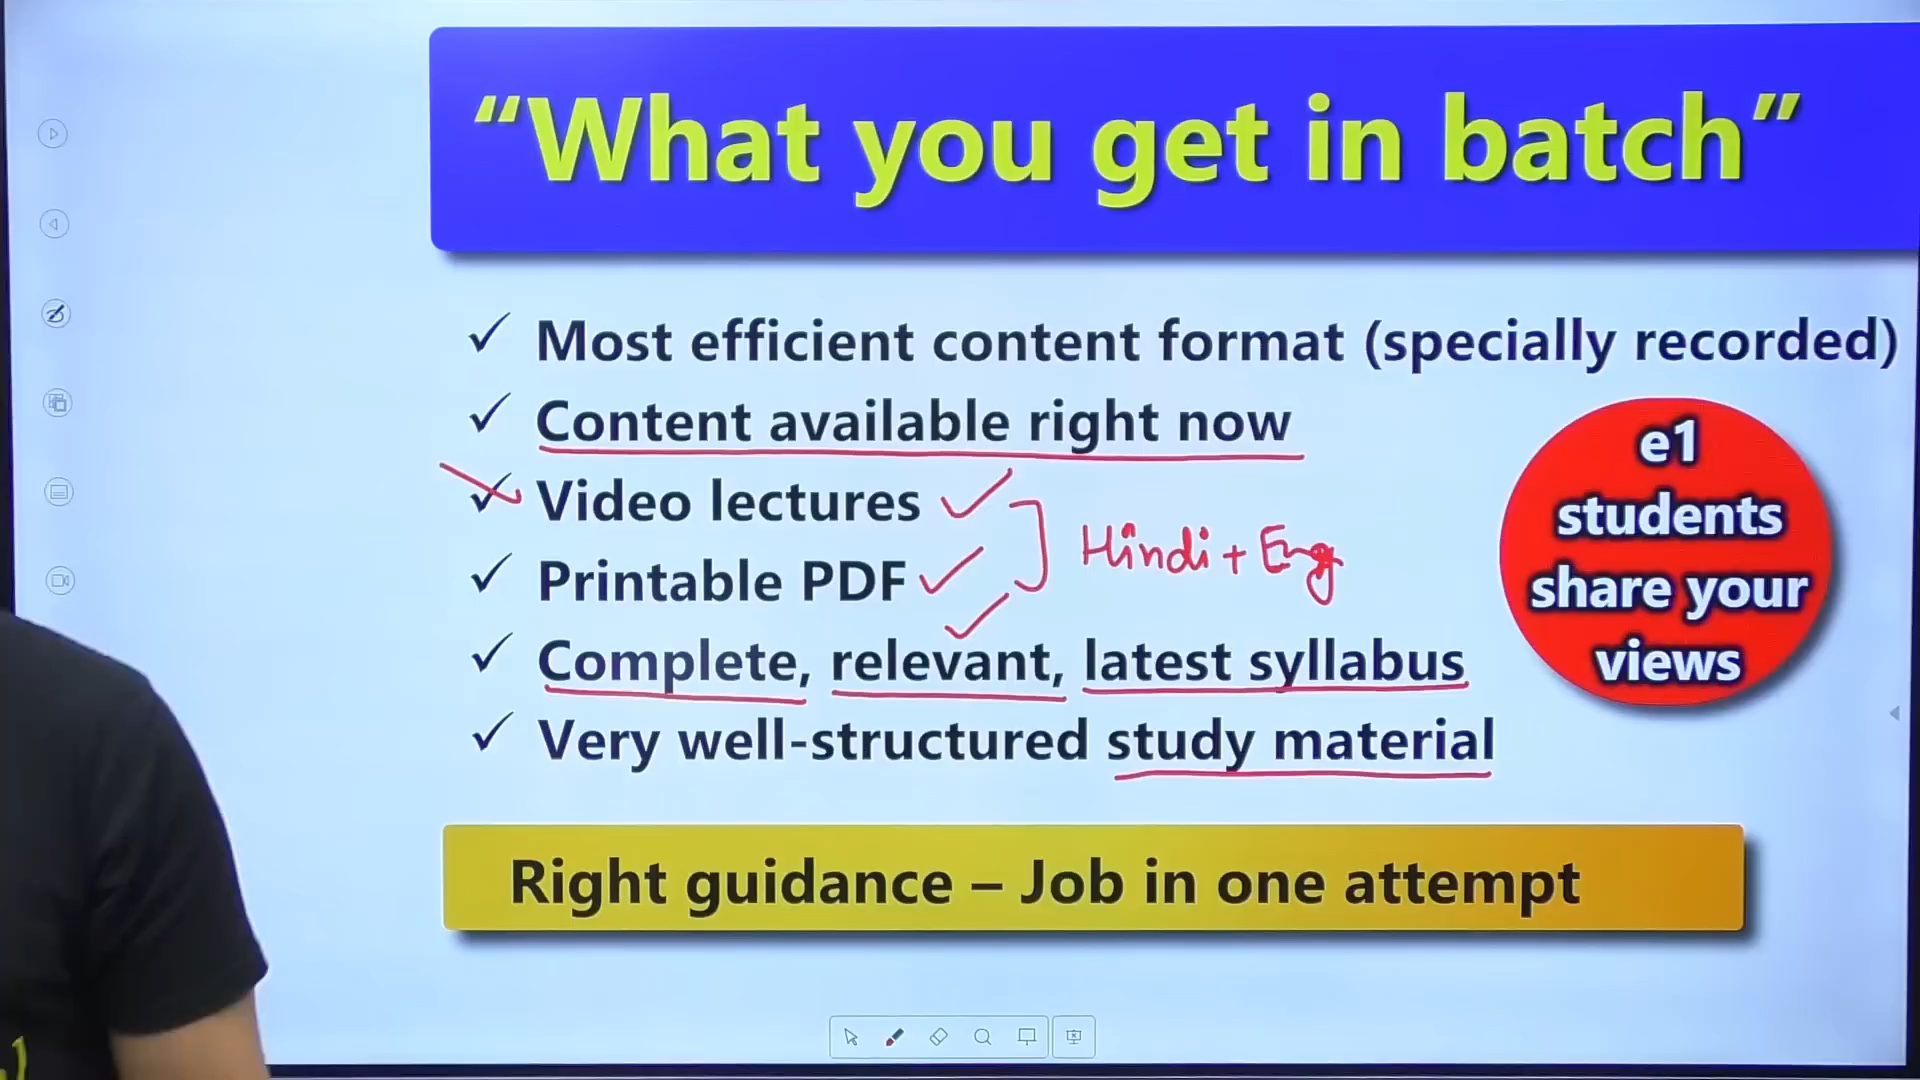 “What you get in batch”
✓ Most efficient content format (specially recorded)
✓ Content available right now
✓ Video lectures
✓ Printable PDF
Hindi + Eng
✓ Complete, relevant, latest syllabus
✓ Very well-structured study material
e1
students
share your
views
Right guidance – Job in one attempt